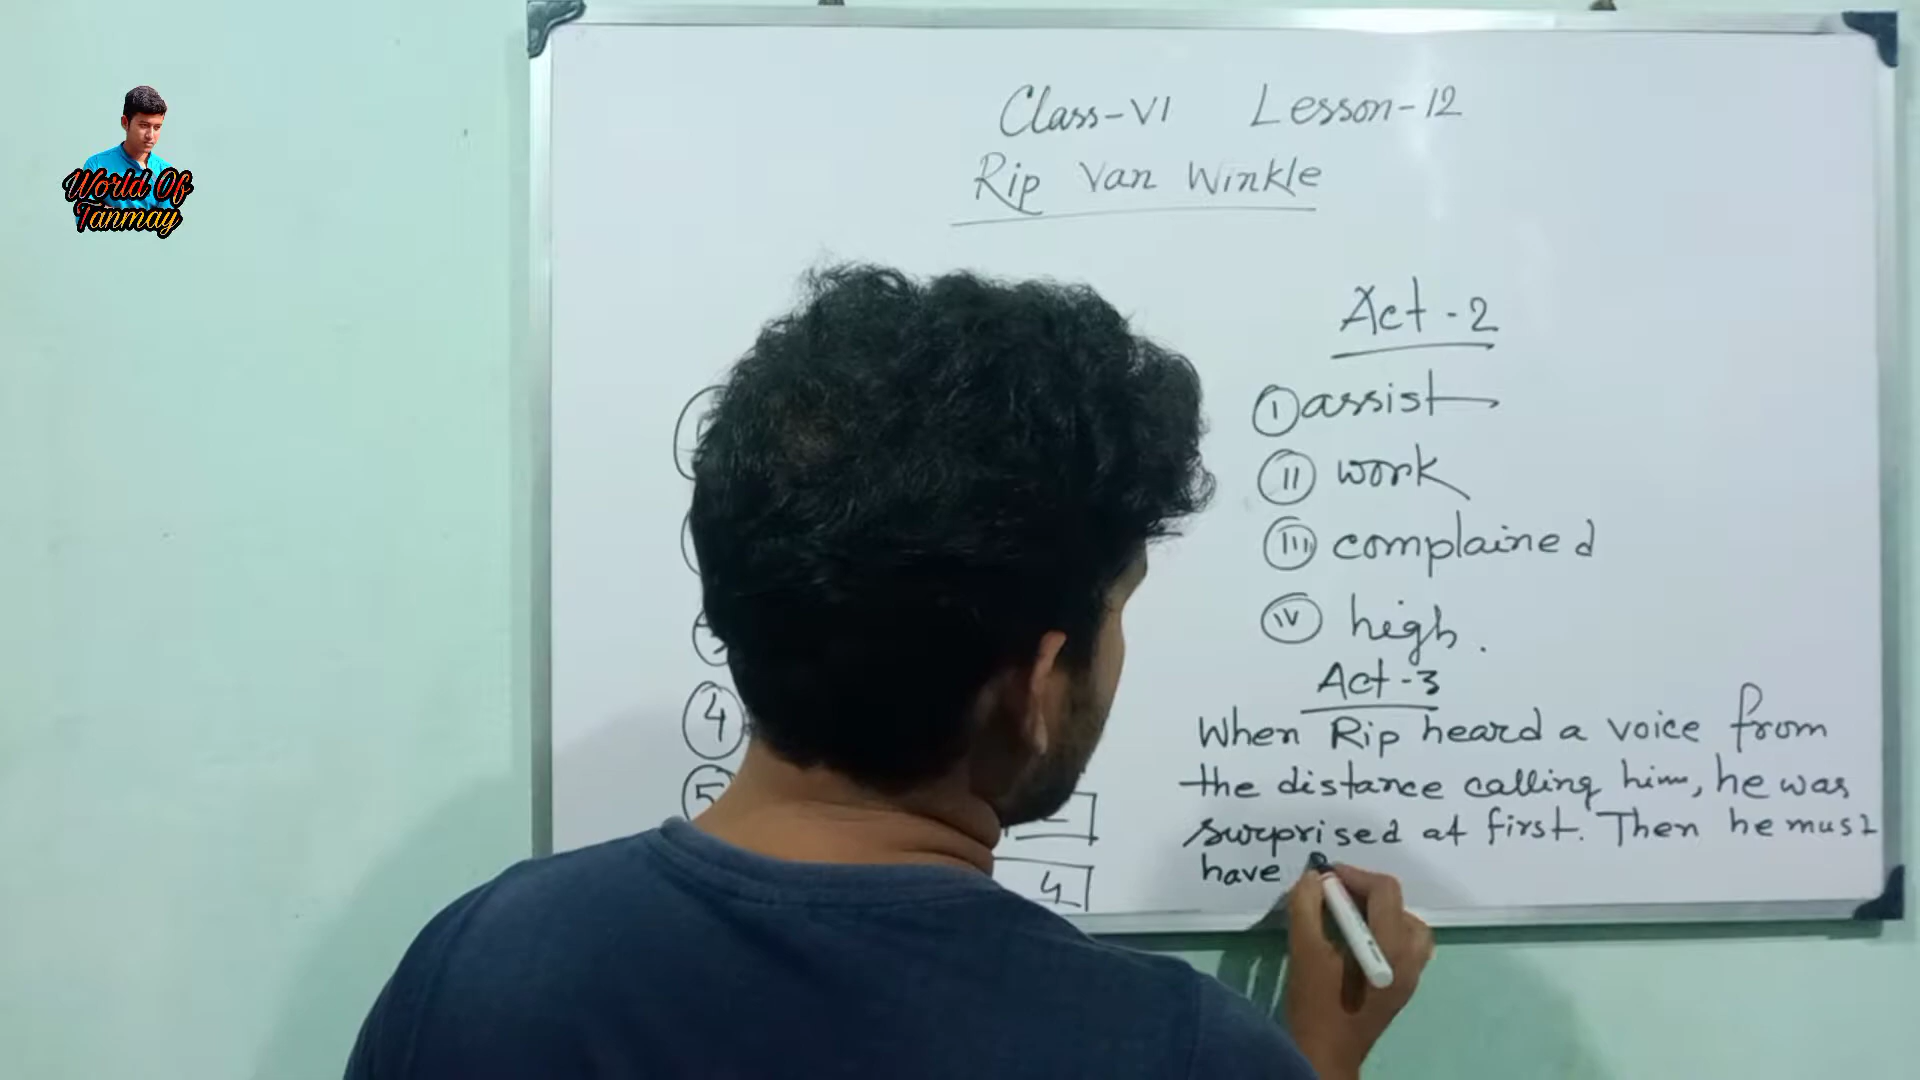 World Of
Tanmay
Class-VI Lesson-12
Rip Van Winkle
Act-2
I assist
II work
III complained
IV high.
4
5
4
Act-3
When Rip heard a voice from
the distance calling him, he was
surprised at first. Then he must
have